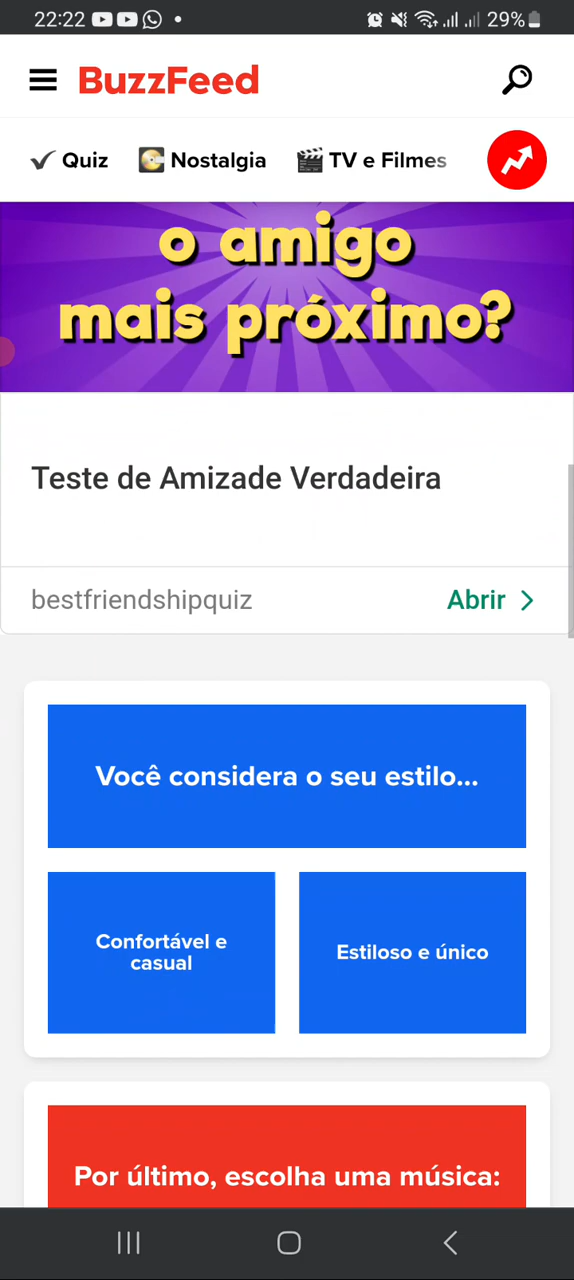 22:22 29%
BuzzFeed
Quiz Nostalgia TV e Filmes
o amigo
mais próximo?
Teste de Amizade Verdadeira
bestfriendshipquiz Abrir
Você considera o seu estilo...
Confortável e
casual
Estiloso e único
Por último, escolha uma música: